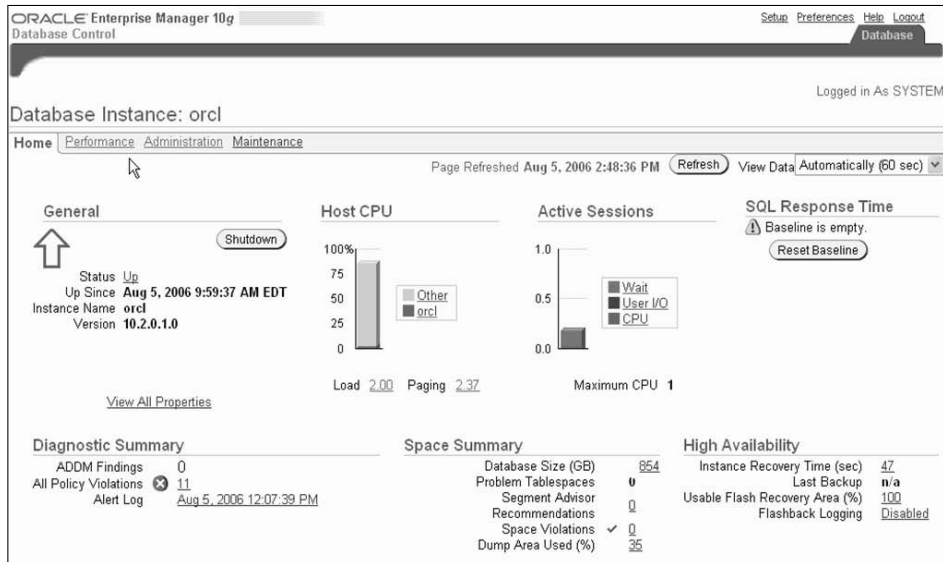 ORACLE Enterprise Manager 10g
Database Control
Setup Preferences Help Logout
Database
Logged in As SYSTEM
Database Instance: orcl
Home Performance Administration Maintenance
Page Refreshed Aug 5, 2006 2:48:36 PM Refresh View Data Automatically (60 sec)
General
Shutdown
Status Up
Up Since Aug 5, 2006 9:59:37 AM EDT
Instance Name orcl
Version 10.2.0.1.0
View All Properties
Host CPU
100%
75
50
25
0
Other
orcl
Load 2.00 Paging 2.37
Active Sessions
1.0
0.5
0.0
Wait
User I/O
CPU
Maximum CPU 1
SQL Response Time
Baseline is empty.
Reset Baseline
Diagnostic Summary
ADDM Findings 0
All Policy Violations 11
Alert Log Aug 5, 2006 12:07:39 PM
Space Summary
Database Size (GB) 854
Problem Tablespaces 0
Segment Advisor
Recommendations 0
Space Violations 0
Dump Area Used (%) 35
High Availability
Instance Recovery Time (sec) 47
Last Backup n/a
Usable Flash Recovery Area (%) 100
Flashback Logging Disabled